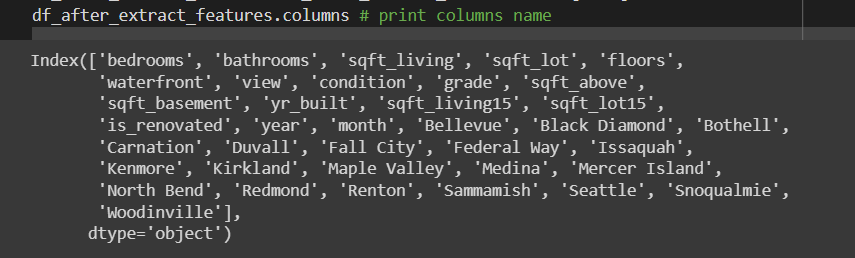 df_after_extract_features.columns # print columns name
Index(['bedrooms', 'bathrooms', 'sqft_living', 'sqft_lot', 'floors',
'waterfront', 'view', 'condition', 'grade', 'sqft_above',
'sqft_basement', 'yr_built', 'sqft_living15', 'sqft_lot15',
'is_renovated', 'year', 'month', 'Bellevue', 'Black Diamond', 'Bothell',
'Carnation', 'Duvall', 'Fall City', 'Federal Way', 'Issaquah',
'Kenmore', 'Kirkland', 'Maple Valley', 'Medina', 'Mercer Island',
'North Bend', 'Redmond', 'Renton', 'Sammamish', 'Seattle', 'Snoqualmie',
'Woodinville'],
dtype='object')